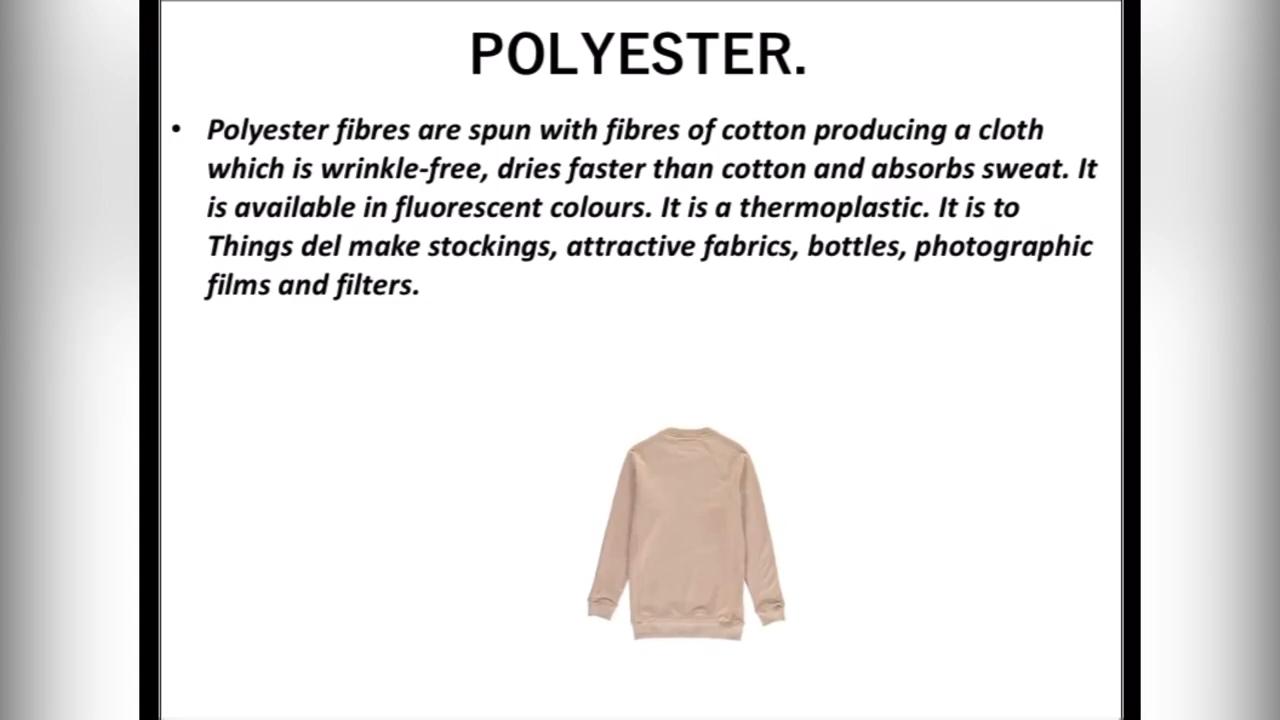 POLYESTER.
• Polyester fibres are spun with fibres of cotton producing a cloth
which is wrinkle-free, dries faster than cotton and absorbs sweat. It
is available in fluorescent colours. It is a thermoplastic. It is to
Things del make stockings, attractive fabrics, bottles, photographic
films and filters.